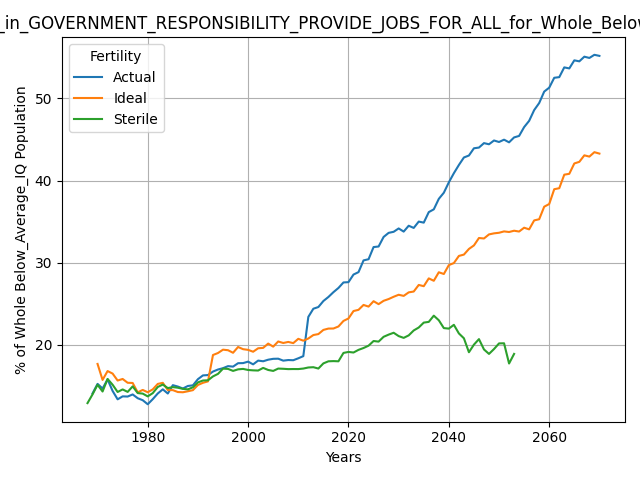 _in_GOVERNMENT_RESPONSIBILITY_PROVIDE_JOBS_FOR_ALL_for_Whole_Below
Fertility
Actual
Ideal
Sterile
% of Whole Below_Average_IQ Population
50
40
30
20
1980 2000 2020 2040 2060
Years